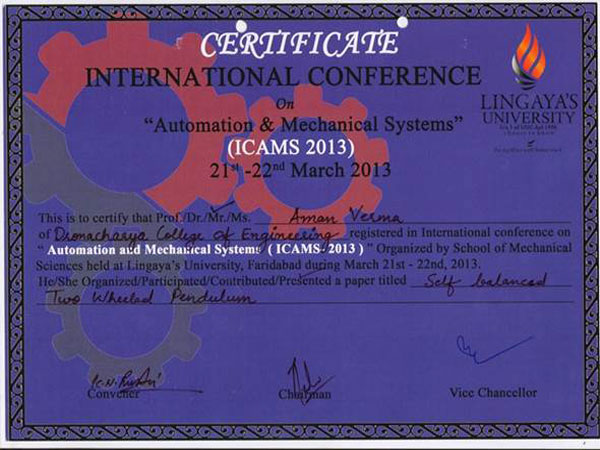 CERTIFICATE
INTERNATIONAL CONFERENCE
On
"Automation & Mechanical Systems"
(ICAMS 2013)
21st -22nd March 2013
LINGAYA'S
UNIVERSITY
This is to certify that Prof./Dr./Mr./Ms. Aman Verma
of Dronacharya College of Engineering registered in International conference on
" Automation and Mechanical Systems ( ICAMS- 2013 ) " Organized by School of Mechanical
Sciences held at Lingaya's University, Faridabad during March 21st - 22nd, 2013.
He/She Organized/Participated/Contributed/Presented a paper titled Self balanced
Two Wheeled Pendulum
Convener Chairman Vice Chancellor